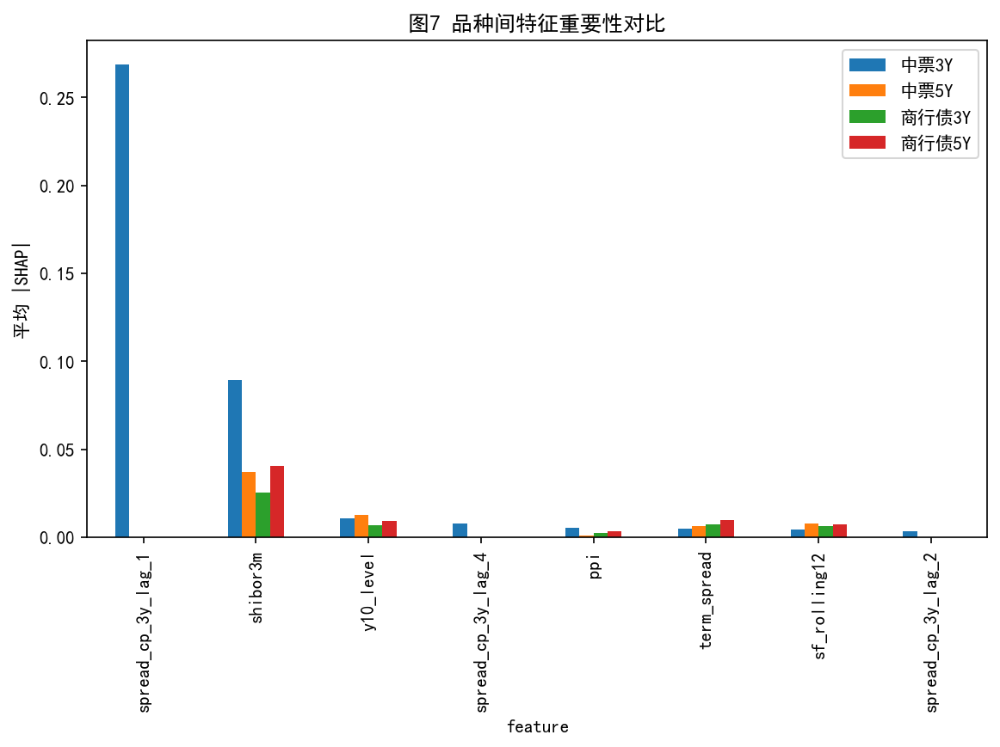 图7 品种间特征重要性对比
中票3Y
中票5Y
商行债3Y
商行债5Y
平均 |SHAP|
0.25
0.20
0.15
0.10
0.05
0.00
spread_cp_3y_lag_1
shibor3m
y10_level
spread_cp_3y_lag_4
ppi
term_spread
sf_rolling12
spread_cp_3y_lag_2
feature